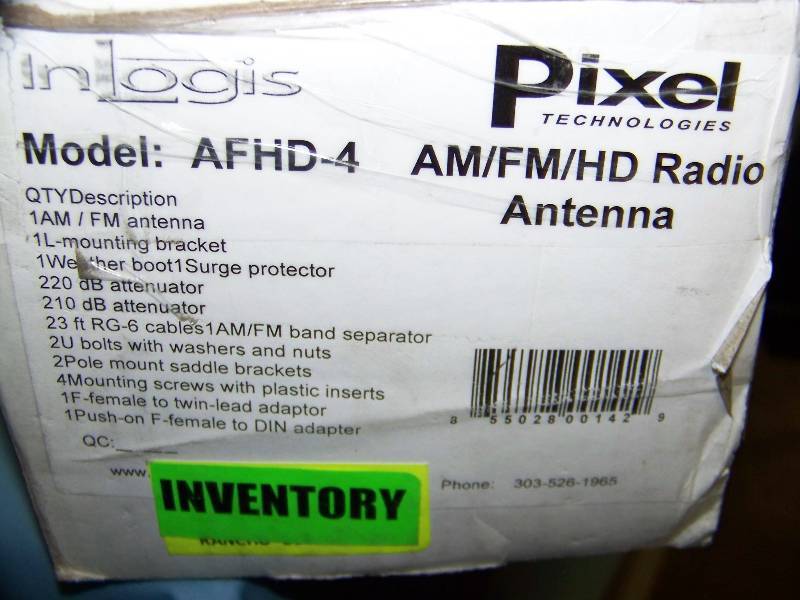 InLogis
Pixel
TECHNOLOGIES
Model: AFHD-4
AM/FM/HD Radio
Antenna
QTYDescription
1AM / FM antenna
1L-mounting bracket
1Weather boot1Surge protector
220 dB attenuator
210 dB attenuator
23 ft RG-6 cables1AM/FM band separator
2U bolts with washers and nuts
2Pole mount saddle brackets
4Mounting screws with plastic inserts
1F-female to twin-lead adaptor
1Push-on F-female to DIN adapter
QC:_ _ _
8 55028 00142 9
www.
Phone: 303-526-1965
INVENTORY